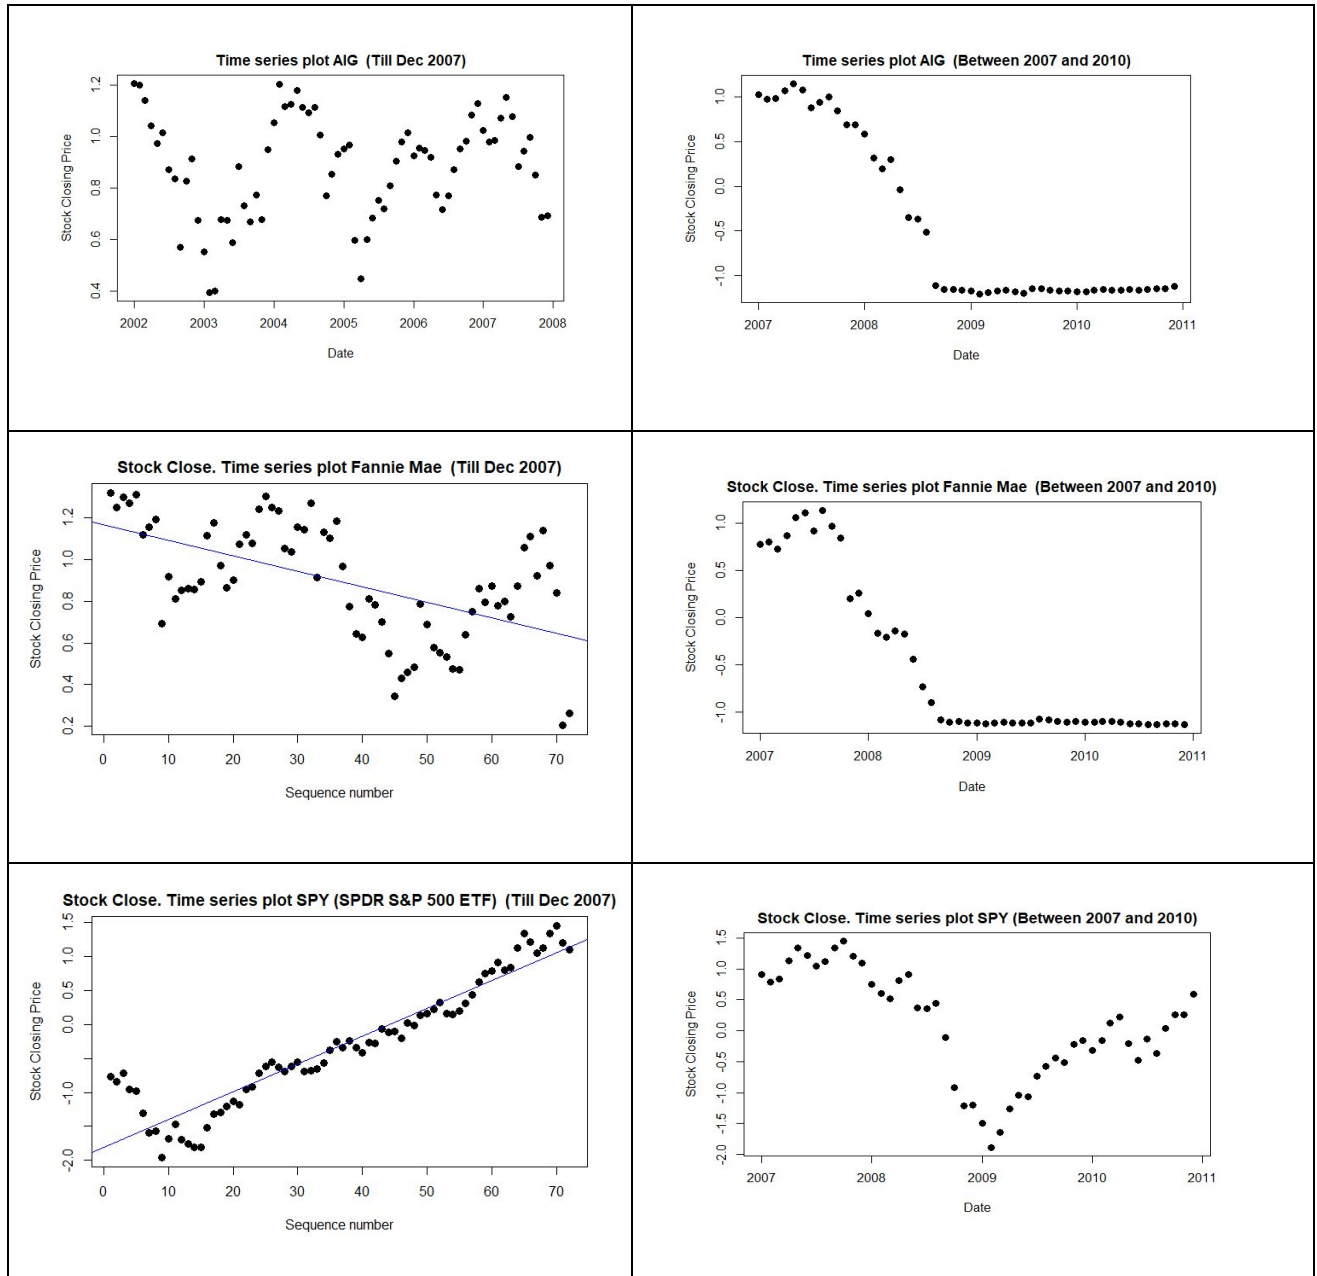 Time series plot AIG  (Till Dec 2007)
Stock Closing Price
1.2
1.0
0.8
0.6
0.4
2002 2003 2004 2005 2006 2007 2008
Date
Time series plot AIG  (Between 2007 and 2010)
Stock Closing Price
1.0
0.5
0.0
-0.5
-1.0
2007 2008 2009 2010 2011
Date
Stock Close. Time series plot Fannie Mae  (Till Dec 2007)
Stock Closing Price
1.2
1.0
0.8
0.6
0.4
0.2
0 10 20 30 40 50 60 70
Sequence number
Stock Close. Time series plot Fannie Mae  (Between 2007 and 2010)
Stock Closing Price
1.0
0.5
0.0
-0.5
-1.0
2007 2008 2009 2010 2011
Date
Stock Close. Time series plot SPY (SPDR S&P 500 ETF)  (Till Dec 2007)
Stock Closing Price
1.5
1.0
0.5
0.0
-1.0
-2.0
0 10 20 30 40 50 60 70
Sequence number
Stock Close. Time series plot SPY (Between 2007 and 2010)
Stock Closing Price
1.5
1.0
0.5
0.0
-0.5
-1.0
-1.5
-2.0
2007 2008 2009 2010 2011
Date